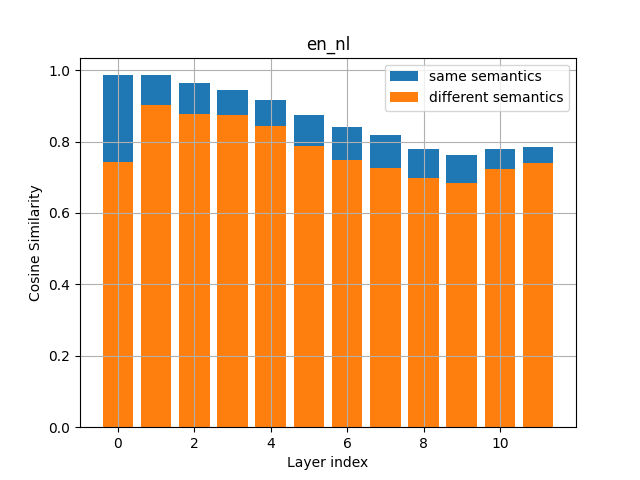 en_nl
same semantics
different semantics
1.0
0.8
0.6
0.4
0.2
0.0
Cosine Similarity
0 2 4 6 8 10
Layer index